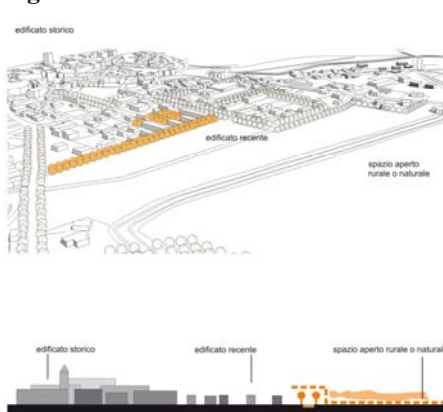 edificato storico
edificato recente
spazio aperto
rurale o naturale
edificato storico
edificato recente
spazio aperto rurale o natural